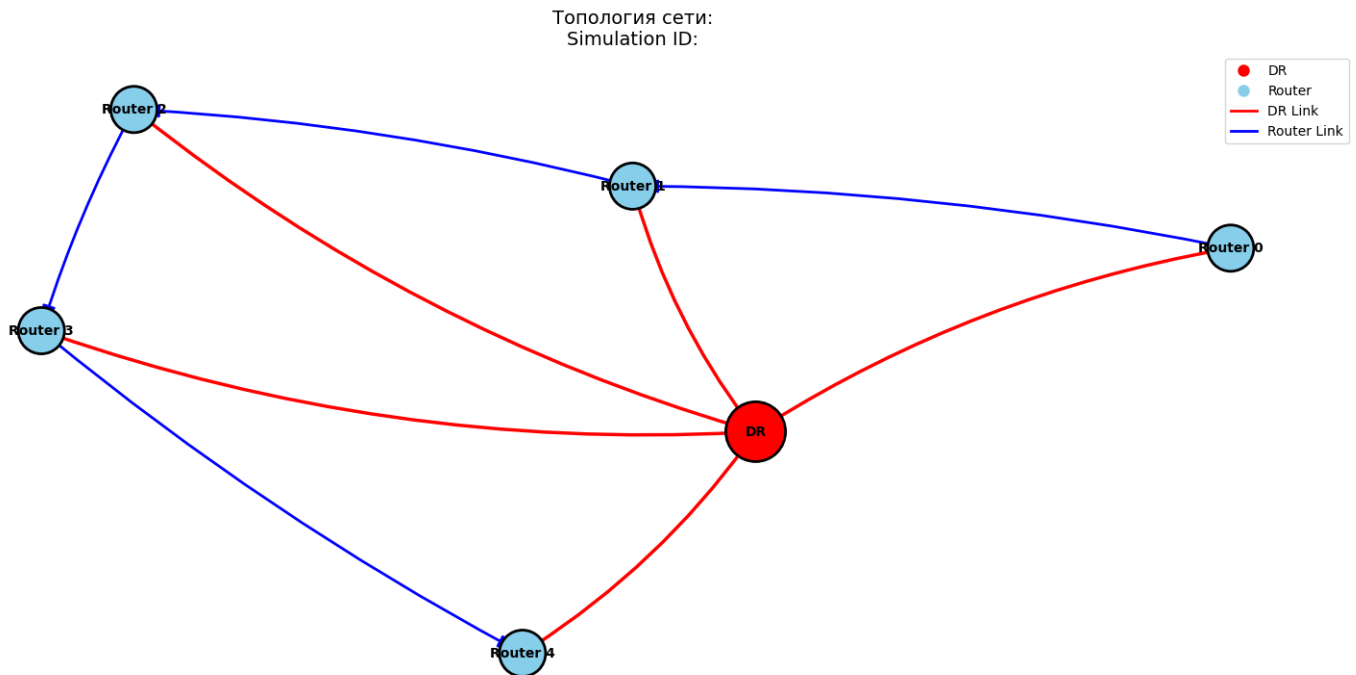 Топология сети:
Simulation ID:
DR
Router
DR Link
Router Link
Router 2
Router 1
Router 0
Router 3
DR
Router 4